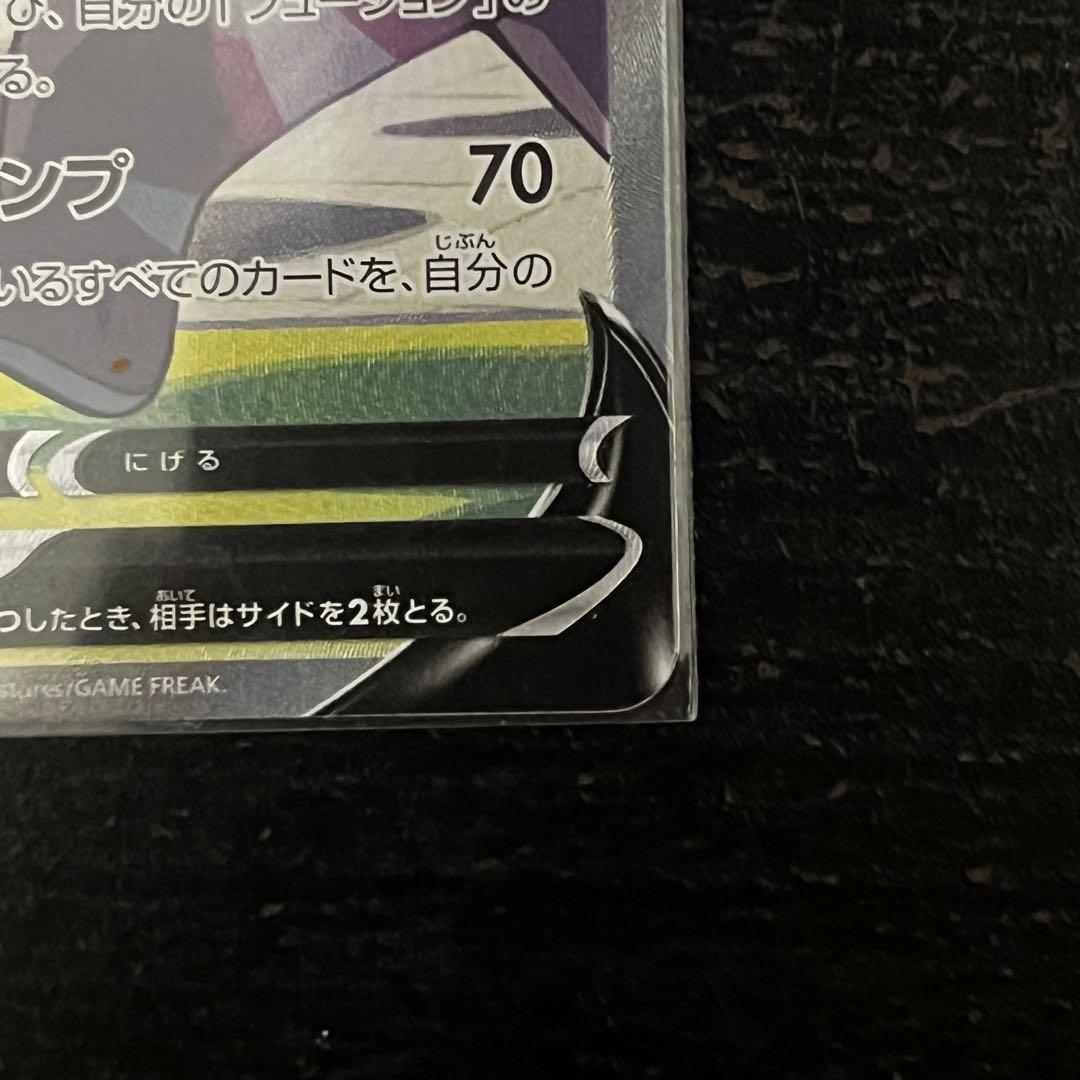 び、自分の「フュージョン」の
る。
ンプ 70
じぶん
いるすべてのカードを、自分の
にげる
あいて まい
つしたとき、相手はサイドを2枚とる。
/GAME FREAK.